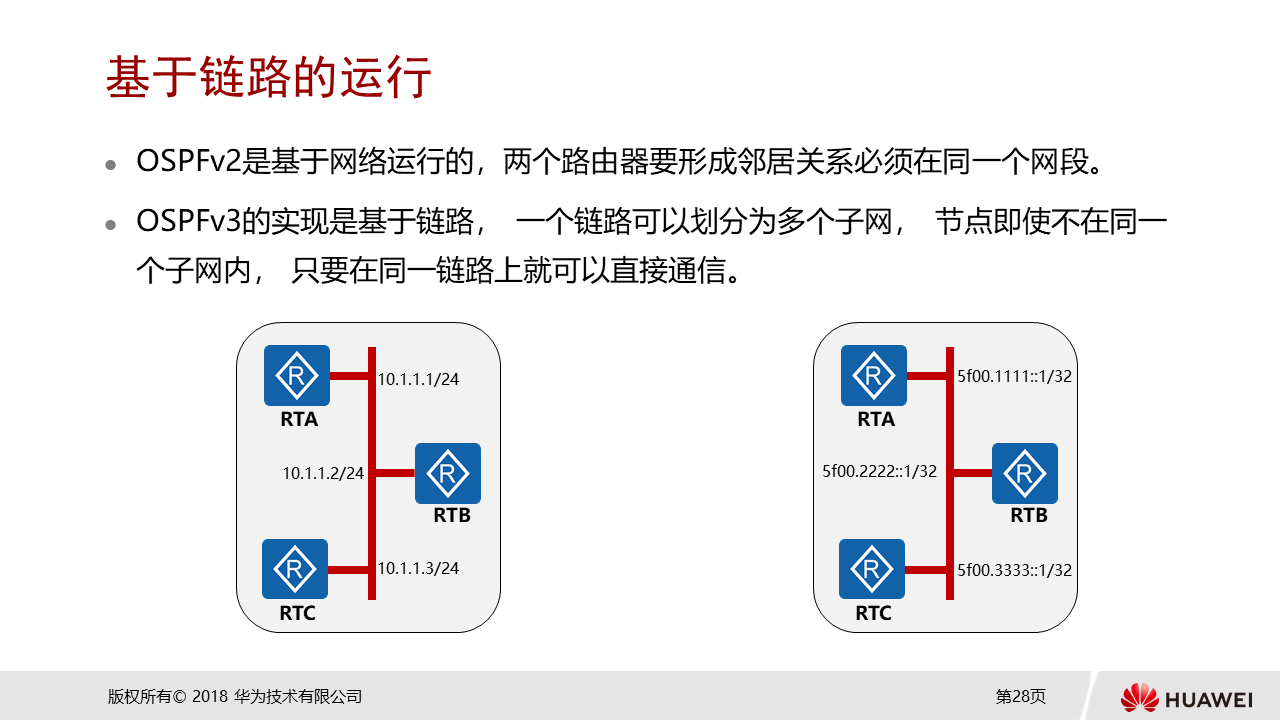 基于链路的运行
OSPFv2是基于网络运行的，两个路由器要形成邻居关系必须在同一个网段。
OSPFv3的实现是基于链路， 一个链路可以划分为多个子网， 节点即使不在同一
个子网内， 只要在同一链路上就可以直接通信。
R
10.1.1.1/24
RTA
10.1.1.2/24
R
RTB
R
10.1.1.3/24
RTC
R
5f00.1111::1/32
RTA
5f00.2222::1/32
R
RTB
R
5f00.3333::1/32
RTC
版权所有© 2018 华为技术有限公司
第28页
HUAWEI